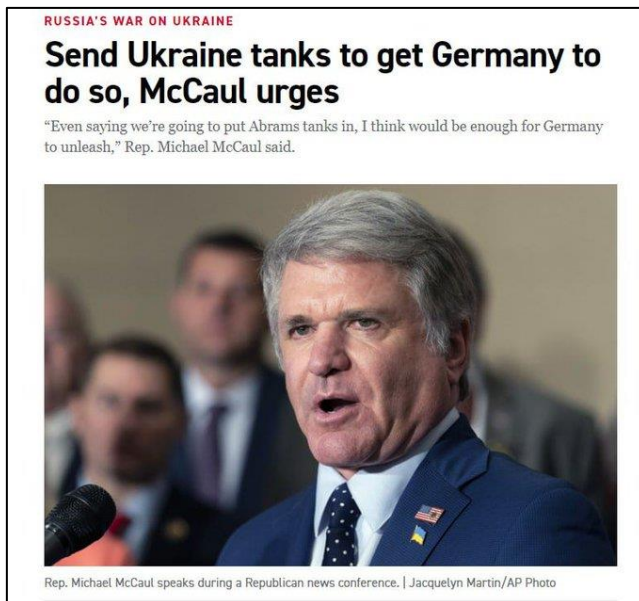 RUSSIA'S WAR ON UKRAINE
Send Ukraine tanks to get Germany to
do so, McCaul urges
“Even saying we’re going to put Abrams tanks in, I think would be enough for Germany
to unleash,” Rep. Michael McCaul said.
Rep. Michael McCaul speaks during a Republican news conference. | Jacquelyn Martin/AP Photo